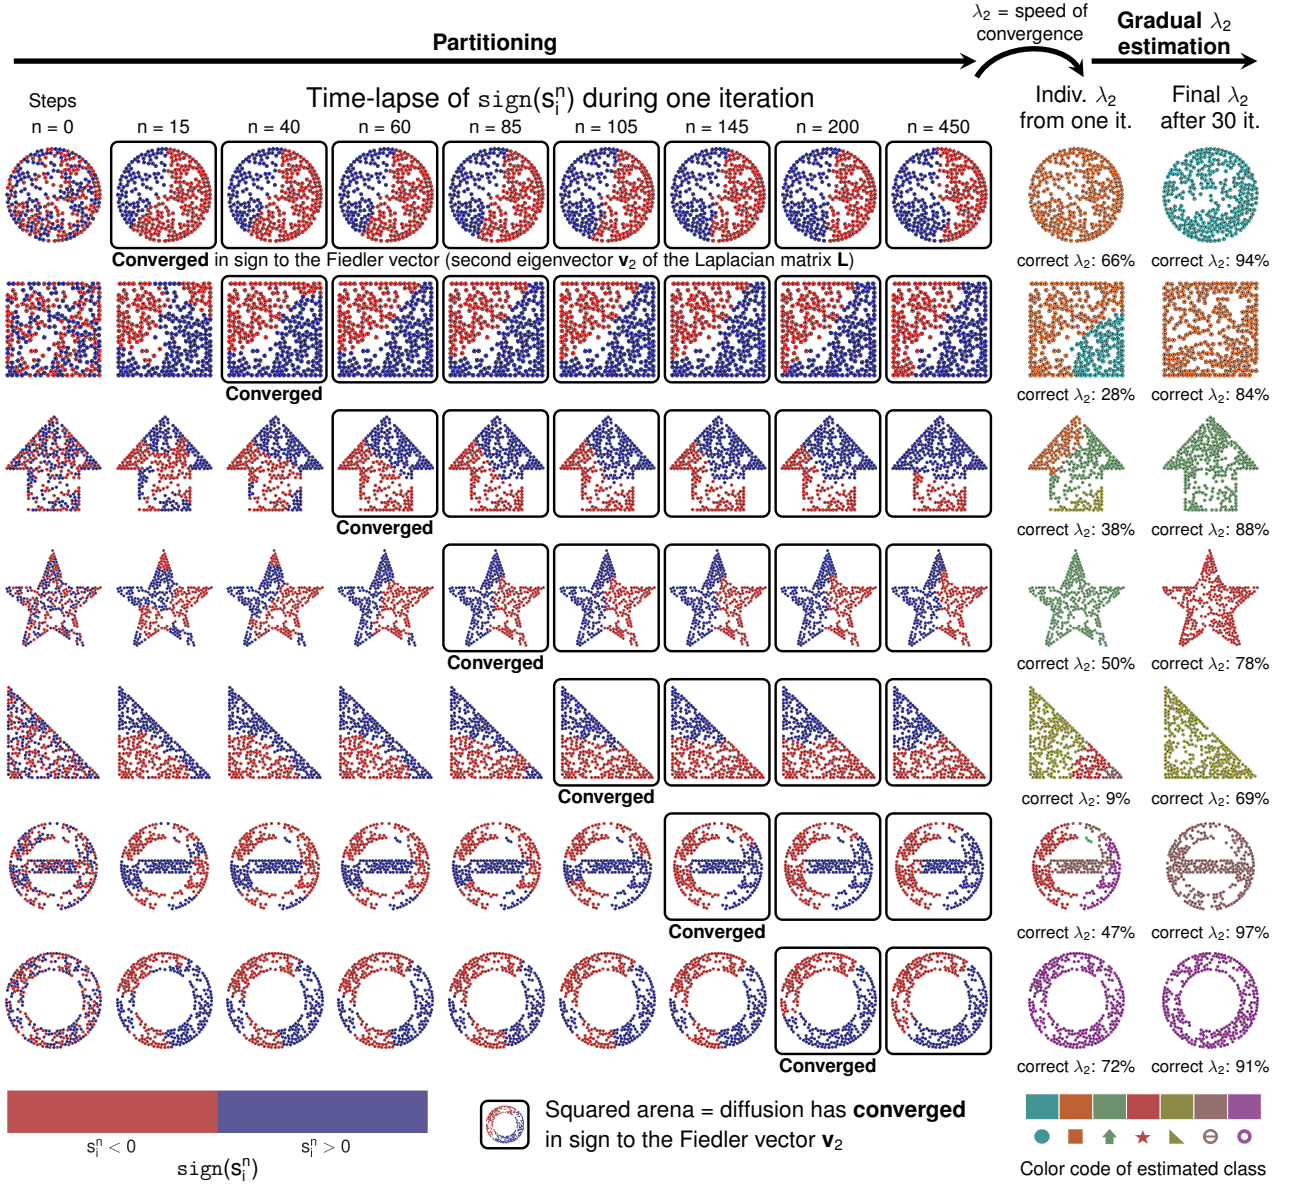 λ₂ = speed of
convergence
Partitioning
Gradual λ₂
estimation
Steps
Time-lapse of sign(sᵢⁿ) during one iteration
Indiv. λ₂
from one it.
Final λ₂
after 30 it.
n = 0 n = 15 n = 40 n = 60 n = 85 n = 105 n = 145 n = 200 n = 450
Converged in sign to the Fiedler vector (second eigenvector v₂ of the Laplacian matrix L)
correct λ₂: 66% correct λ₂: 94%
Converged
correct λ₂: 28% correct λ₂: 84%
Converged
correct λ₂: 38% correct λ₂: 88%
Converged
correct λ₂: 50% correct λ₂: 78%
Converged
correct λ₂: 9% correct λ₂: 69%
Converged
correct λ₂: 47% correct λ₂: 97%
Converged
correct λ₂: 72% correct λ₂: 91%
sᵢⁿ < 0 sᵢⁿ > 0
sign(sᵢⁿ)
Squared arena = diffusion has converged
in sign to the Fiedler vector v₂
Color code of estimated class